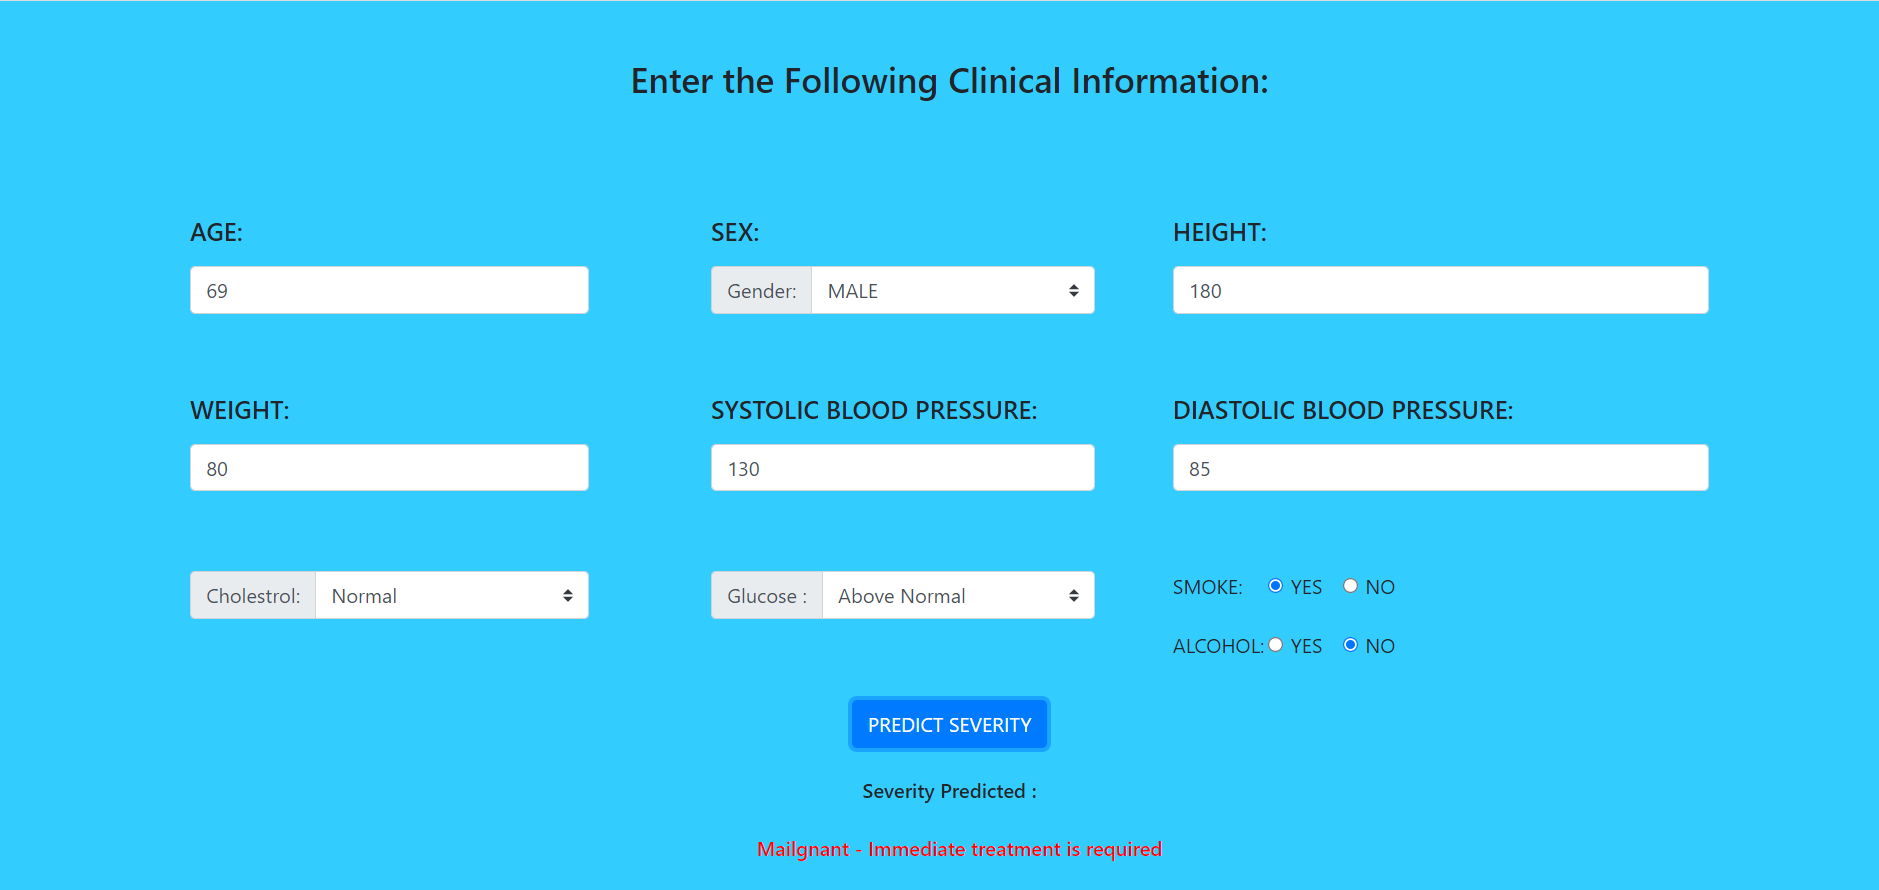 Enter the Following Clinical Information:
AGE: SEX: HEIGHT:
69 Gender: MALE 180
WEIGHT: SYSTOLIC BLOOD PRESSURE: DIASTOLIC BLOOD PRESSURE:
80 130 85
Cholestrol: Normal Glucose : Above Normal SMOKE: YES NO
ALCOHOL: YES NO
PREDICT SEVERITY
Severity Predicted :
Mailgnant - Immediate treatment is required